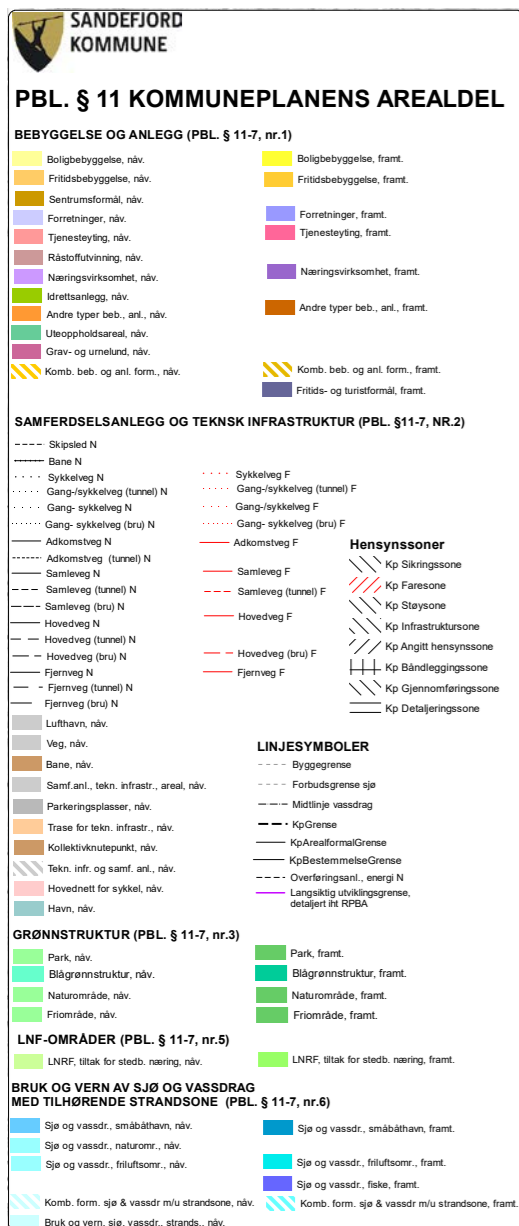 SANDEFJORD
KOMMUNE
PBL. § 11 KOMMUNEPLANENS AREALDEL
BEBYGGELSE OG ANLEGG (PBL. § 11-7, nr.1)
Boligbebyggelse, nåv.
Fritidsbebyggelse, nåv.
Sentrumsformål, nåv.
Forretninger, nåv.
Tjenesteyting, nåv.
Råstoffutvinning, nåv.
Næringsvirksomhet, nåv.
Idrettsanlegg, nåv.
Andre typer beb., anl., nåv.
Uteoppholdsareal, nåv.
Grav- og urnelund, nåv.
Komb. beb. og anl. form., nåv.
Boligbebyggelse, framt.
Fritidsbebyggelse, framt.
Forretninger, framt.
Tjenesteyting, framt.
Næringsvirksomhet, framt.
Andre typer beb., anl., framt.
Komb. beb. og anl form., framt.
Fritids- og turistformål, framt.
SAMFERDSELSANLEGG OG TEKNSK INFRASTRUKTUR (PBL. §11-7, NR.2)
Skipsled N
Bane N
Sykkelveg N
Gang-/sykkelveg (tunnel) N
Gang- sykkelveg N
Gang- sykkelveg (bru) N
Adkomstveg N
Adkomstveg (tunnel) N
Samleveg N
Samleveg (tunnel) N
Samleveg (bru) N
Hovedveg N
Hovedveg (tunnel) N
Hovedveg (bru) N
Fjernveg N
Fjernveg (tunnel) N
Fjernveg (bru) N
Lufthavn, nåv.
Veg, nåv.
Bane, nåv.
Samf.anl., tekn. infrastr., areal, nåv.
Parkeringsplasser, nåv.
Trase for tekn. infrastr., nåv.
Kollektivknutepunkt, nåv.
Tekn. infr. og samf. anl., nåv.
Hovednett for sykkel, nåv.
Havn, nåv.
Sykkelveg F
Gang-/sykkelveg (tunnel) F
Gang-/sykkelveg F
Gang- sykkelveg (bru) F
Adkomstveg F
Samleveg F
Samleveg (tunnel) F
Hovedveg F
Hovedveg (bru) F
Fjernveg F
Hensynssoner
Kp Sikringssone
Kp Faresone
Kp Støysone
Kp Infrastruktursone
Kp Angitt hensynssone
Kp Båndleggingssone
Kp Gjennomføringssone
Kp Detaljeringssone
LINJESYMBOLER
Byggegrense
Forbudsgrense sjø
Midtlinje vassdrag
KpGrense
KpArealformalGrense
KpBestemmelseGrense
Overføringsanl., energi N
Langsiktig utviklingsgrense,
detaljert iht RPBA
GRØNNSTRUKTUR (PBL. § 11-7, nr.3)
Park, nåv.
Blågrønnstruktur, nåv.
Naturområde, nåv.
Friområde, nåv.
Park, framt.
Blågrønnstruktur, framt.
Naturområde, framt.
Friområde, framt.
LNF-OMRÅDER (PBL. § 11-7, nr.5)
LNRF, tiltak for stedb. næring, nåv.
LNRF, tiltak for stedb. næring, framt.
BRUK OG VERN AV SJØ OG VASSDRAG
MED TILHØRENDE STRANDSONE (PBL. § 11-7, nr.6)
Sjø og vassdr., småbåthavn, nåv.
Sjø og vassdr., naturomr., nåv.
Sjø og vassdr., friluftsomr., nåv.
Komb. form. sjø & vassdr m/u strandsone, nåv.
Bruk og vern. sjø, vassdr., strands., nåv.
Sjø og vassdr., småbåthavn, framt.
Sjø og vassdr., friluftsomr., framt.
Sjø og vassdr., fiske, framt.
Komb. form. sjø & vassdr m/u strandsone, framt.